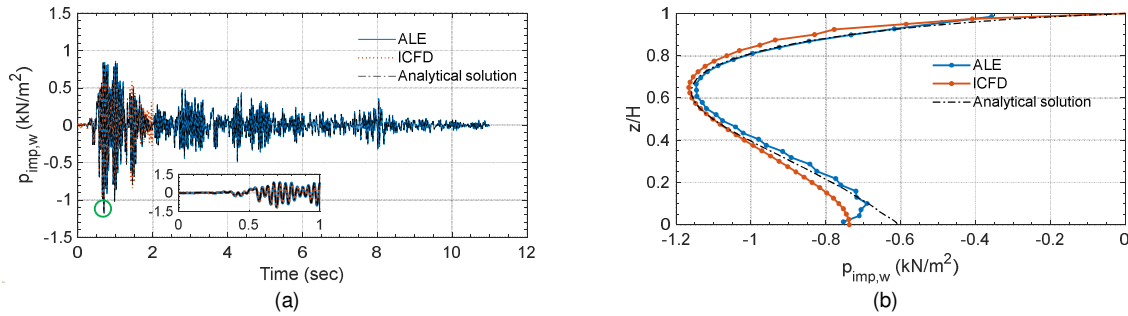 1.5
1
0.5
0
-0.5
-1
-1.5
p_imp,w (kN/m²)
ALE
ICFD
Analytical solution
1.5
0
-1.5
0 0.5 1
0 2 4 6 8 10 12
Time (sec)
(a)
1
0.8
0.6
0.4
0.2
0
z/H
ALE
ICFD
Analytical solution
-1.2 -1 -0.8 -0.6 -0.4 -0.2 0
p_imp,w (kN/m²)
(b)